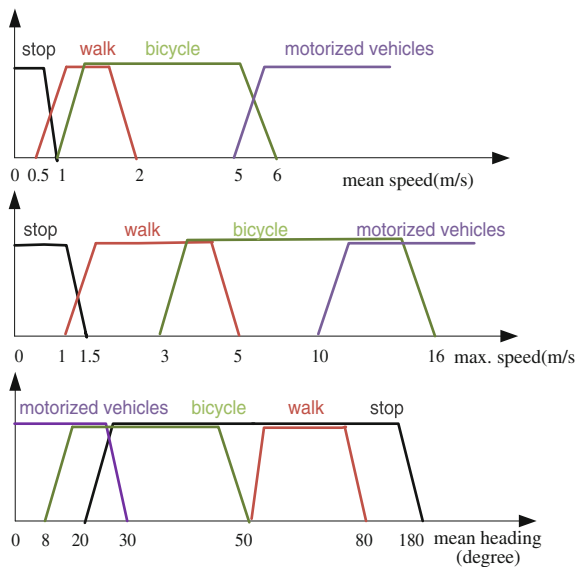 stop walk bicycle motorized vehicles
0 0.5 1 2 5 6 mean speed(m/s)
stop walk bicycle motorized vehicles
0 1 1.5 3 5 10 16 max. speed(m/s
motorized vehicles bicycle walk stop
0 8 20 30 50 80 180 mean heading
(degree)